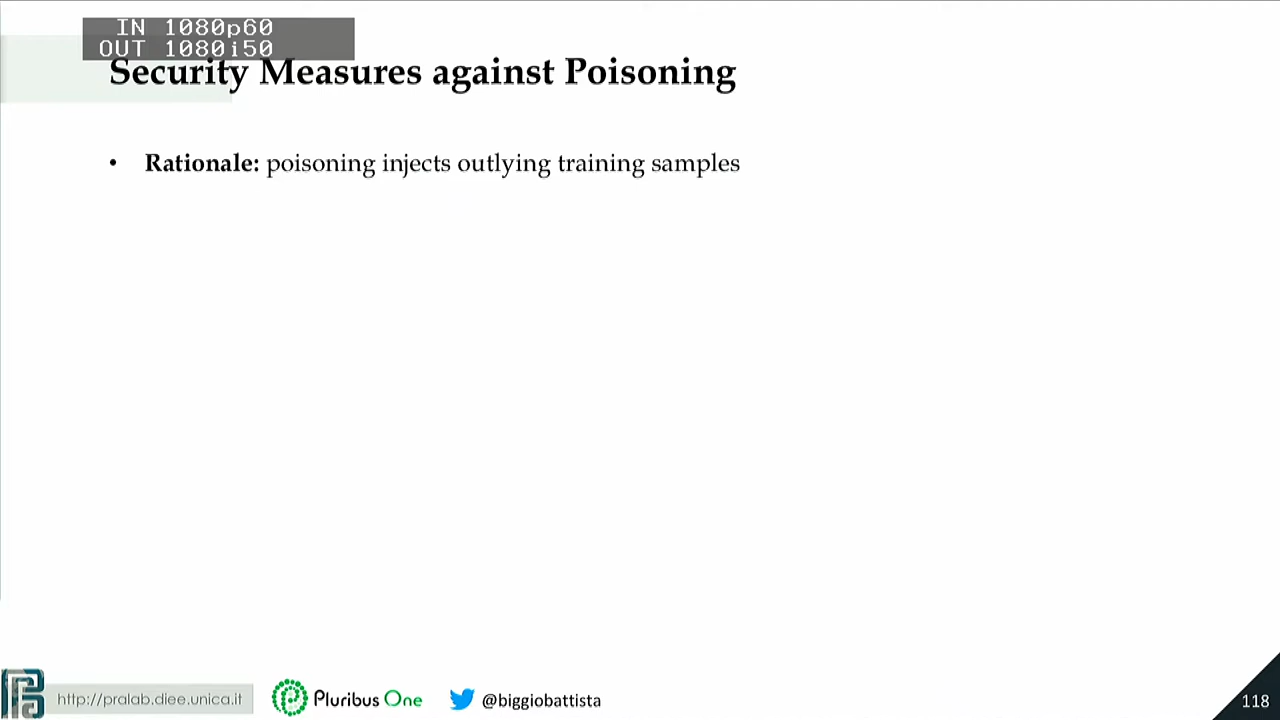 IN 1080p60
OUT 1080i50
Security Measures against Poisoning
• Rationale: poisoning injects outlying training samples
http://pralab.diee.unica.it
Pluribus One
@biggiobattista
118